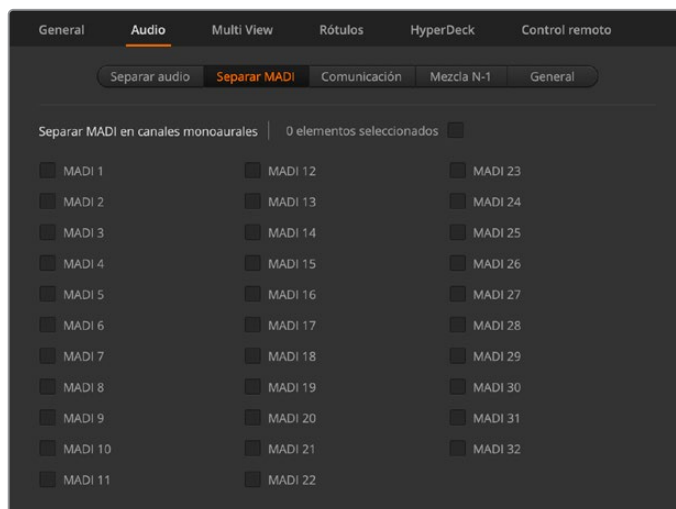 General Audio Multi View Rótulos HyperDeck Control remoto
Separar audio Separar MADI Comunicación Mezcla N-1 General
Separar MADI en canales monoaurales 0 elementos seleccionados
MADI 1 MADI 12 MADI 23
MADI 2 MADI 13 MADI 24
MADI 3 MADI 14 MADI 25
MADI 4 MADI 15 MADI 26
MADI 5 MADI 16 MADI 27
MADI 6 MADI 17 MADI 28
MADI 7 MADI 18 MADI 29
MADI 8 MADI 19 MADI 30
MADI 9 MADI 20 MADI 31
MADI 10 MADI 21 MADI 32
MADI 11 MADI 22